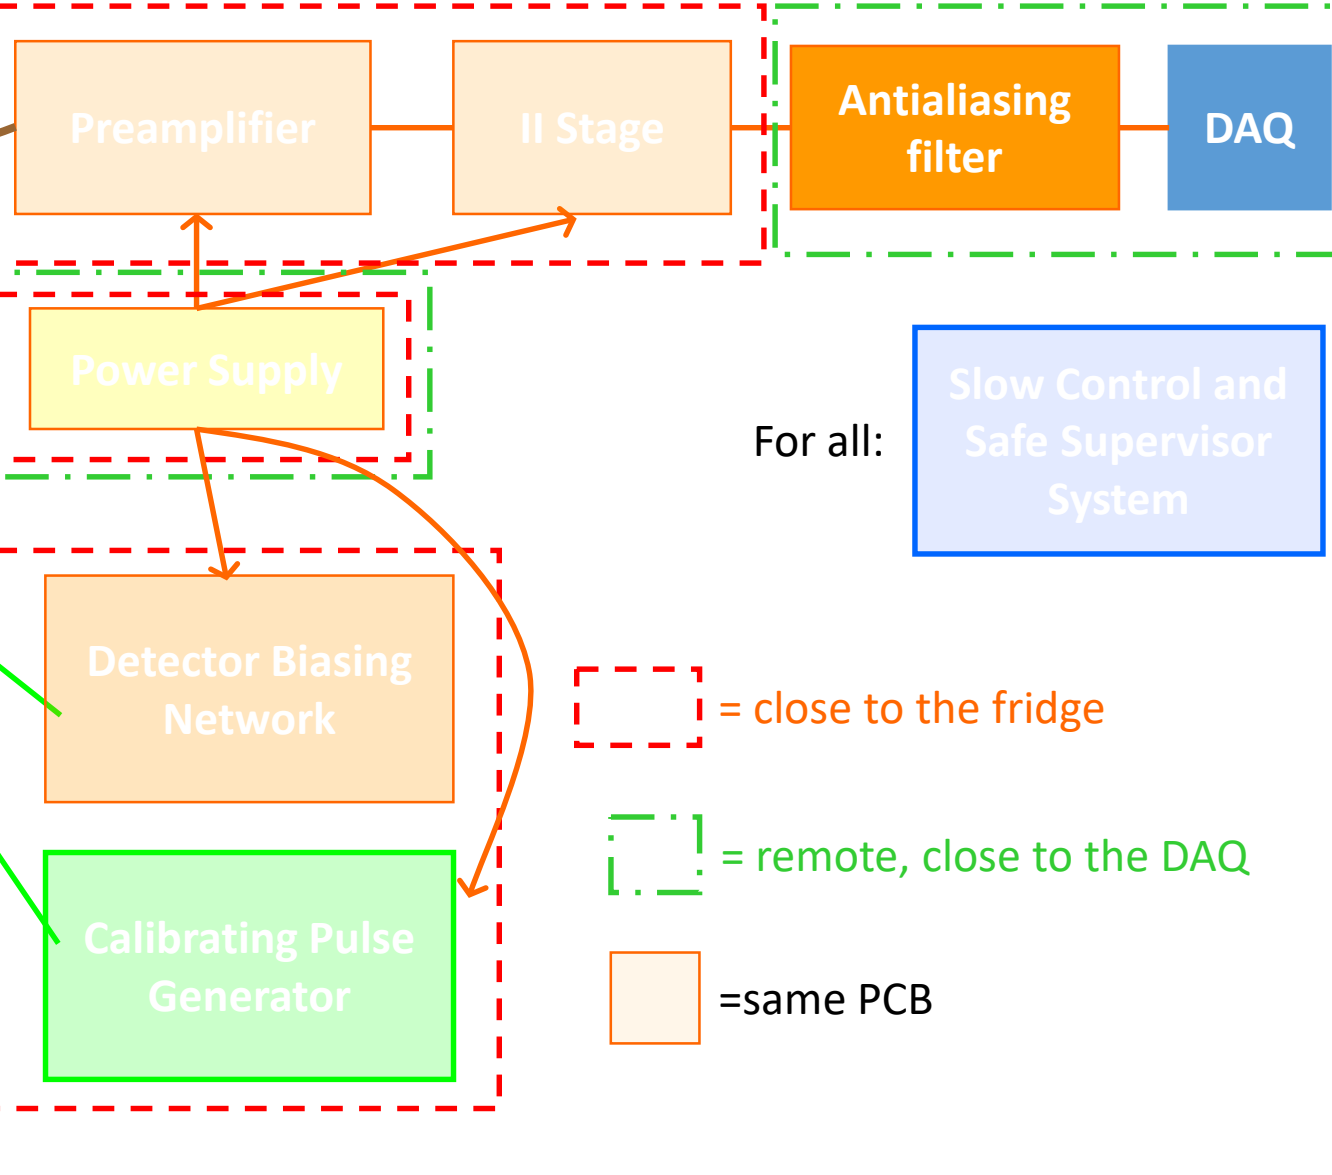 Preamplifier
II Stage
Antialiasing
filter
DAQ
Power Supply
For all:
Slow Control and
Safe Supervisor
System
Detector Biasing
Network
= close to the fridge
= remote, close to the DAQ
Calibrating Pulse
Generator
=same PCB